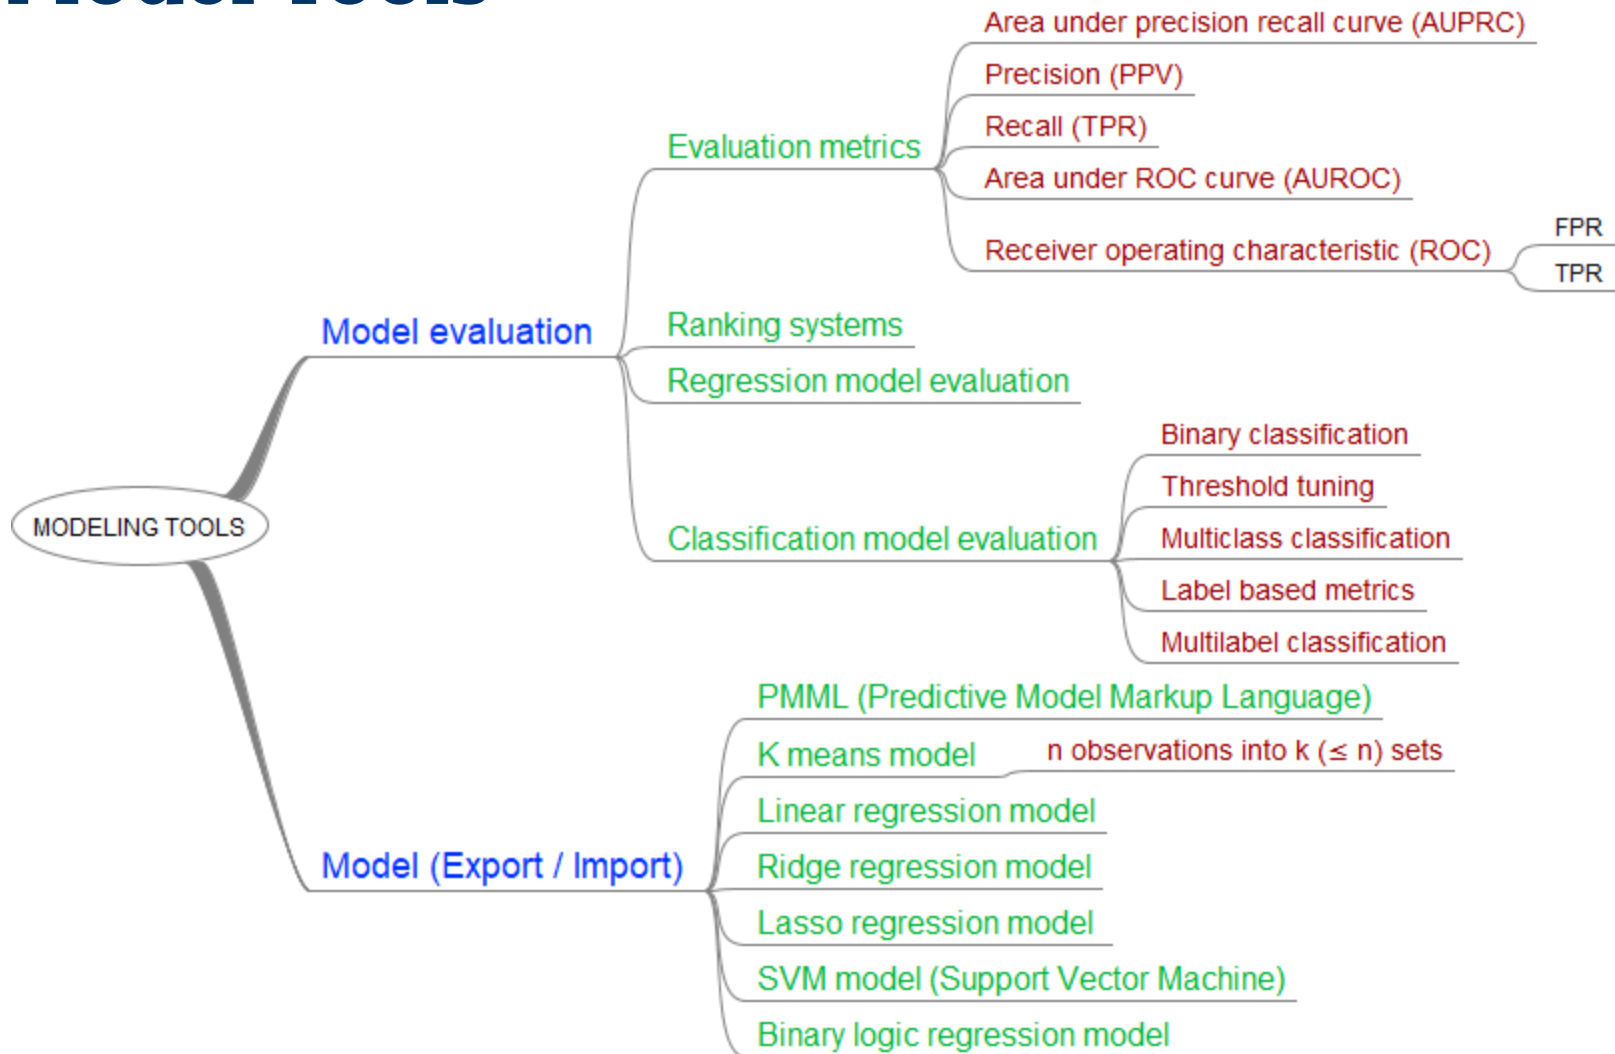 Model Tools
MODELING TOOLS
Model evaluation
Evaluation metrics
Area under precision recall curve (AUPRC)
Precision (PPV)
Recall (TPR)
Area under ROC curve (AUROC)
Receiver operating characteristic (ROC)
FPR
TPR
Ranking systems
Regression model evaluation
Classification model evaluation
Binary classification
Threshold tuning
Multiclass classification
Label based metrics
Multilabel classification
Model (Export / Import)
PMML (Predictive Model Markup Language)
K means model
n observations into k (≤ n) sets
Linear regression model
Ridge regression model
Lasso regression model
SVM model (Support Vector Machine)
Binary logic regression model